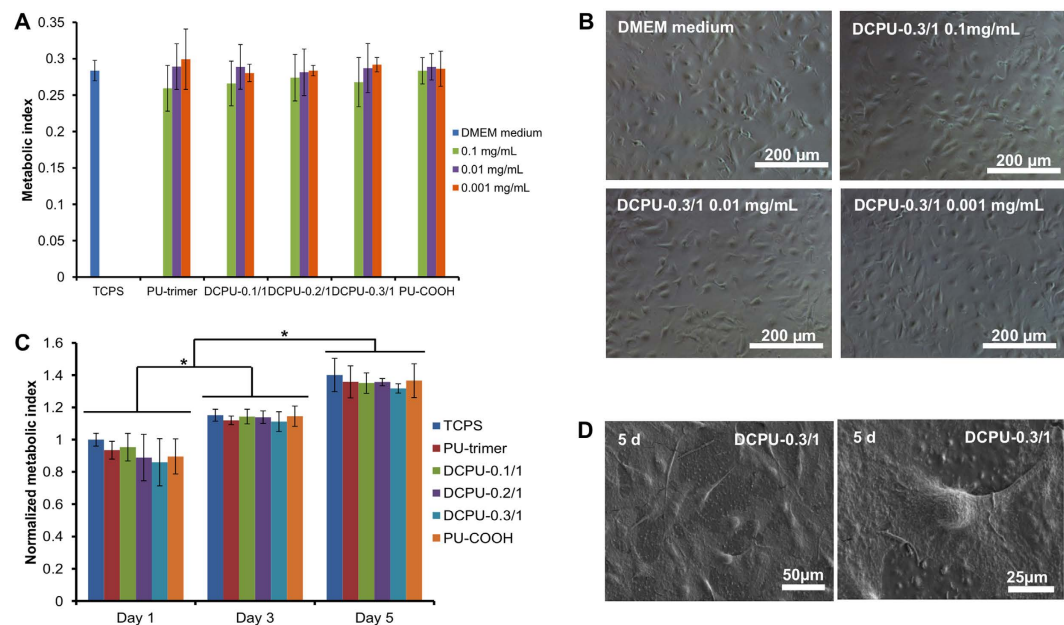 A
Metabolic index
0.35
0.3
0.25
0.2
0.15
0.1
0.05
0
TCPS
PU-trimer
DCPU-0.1/1
DCPU-0.2/1
DCPU-0.3/1
PU-COOH
DMEM medium
0.1 mg/mL
0.01 mg/mL
0.001 mg/mL
B
DMEM medium
200 µm
DCPU-0.3/1 0.1mg/mL
200 µm
DCPU-0.3/1 0.01 mg/mL
200 µm
DCPU-0.3/1 0.001 mg/mL
200 µm
C
Normalized metabolic index
1.6
1.4
1.2
1
0.8
0.6
0.4
0.2
0
*
*
Day 1
Day 3
Day 5
TCPS
PU-trimer
DCPU-0.1/1
DCPU-0.2/1
DCPU-0.3/1
PU-COOH
D
5 d
DCPU-0.3/1
50µm
5 d
DCPU-0.3/1
25µm